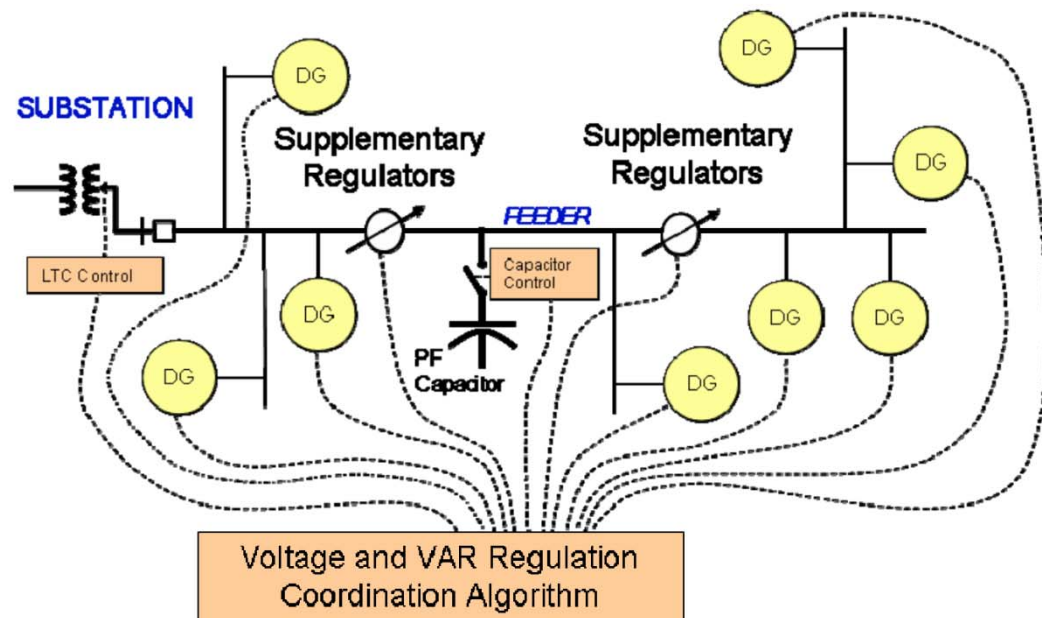 DG
DG
SUBSTATION
Supplementary
Regulators
Supplementary
Regulators
DG
FEEDER
LTC Control
Capacitor
Control
DG
DG
DG
DG
PF
Capacitor
DG
Voltage and VAR Regulation
Coordination Algorithm